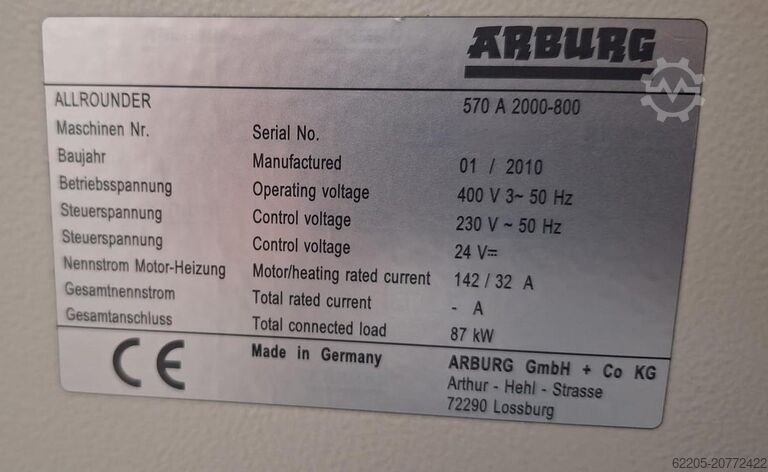 ARBURG
ALLROUNDER 570 A 2000-800
Maschinen Nr. Serial No.
Baujahr Manufactured 01 / 2010
Betriebsspannung Operating voltage 400 V 3~ 50 Hz
Steuerspannung Control voltage 230 V ~ 50 Hz
Steuerspannung Control voltage 24 V⎓
Nennstrom Motor-Heizung Motor/heating rated current 142 / 32 A
Gesamtnennstrom Total rated current - A
Gesamtanschluss Total connected load 87 kW
CE Made in Germany ARBURG GmbH + Co KG
Arthur - Hehl - Strasse
72290 Lossburg
62205-20772422